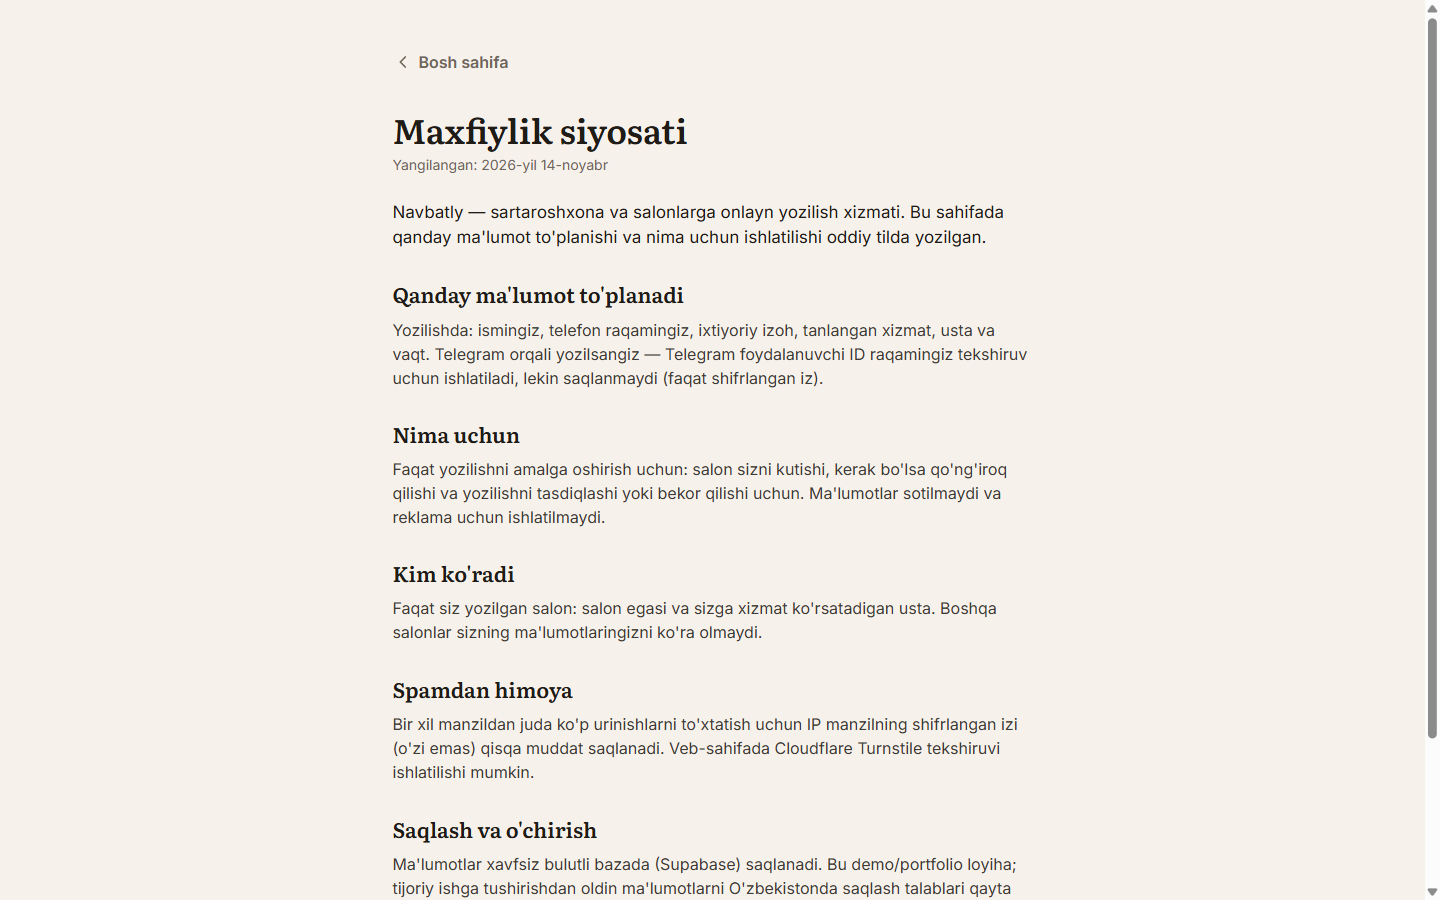 Bosh sahifa
Maxfiylik siyosati
Yangilangan: 2026-yil 14-noyabr
Navbatly — sartaroshxona va salonlarga onlayn yozilish xizmati. Bu sahifada
qanday ma'lumot to'planishi va nima uchun ishlatilishi oddiy tilda yozilgan.
Qanday ma'lumot to'planadi
Yozilishda: ismingiz, telefon raqamingiz, ixtiyoriy izoh, tanlangan xizmat, usta va
vaqt. Telegram orqali yozilsangiz — Telegram foydalanuvchi ID raqamingiz tekshiruv
uchun ishlatiladi, lekin saqlanmaydi (faqat shifrlangan iz).
Nima uchun
Faqat yozilishni amalga oshirish uchun: salon sizni kutishi, kerak bo'lsa qo'ng'iroq
qilishi va yozilishni tasdiqlashi yoki bekor qilishi uchun. Ma'lumotlar sotilmaydi va
reklama uchun ishlatilmaydi.
Kim ko'radi
Faqat siz yozilgan salon: salon egasi va sizga xizmat ko'rsatadigan usta. Boshqa
salonlar sizning ma'lumotlaringizni ko'ra olmaydi.
Spamdan himoya
Bir xil manzildan juda ko'p urinishlarni to'xtatish uchun IP manzilning shifrlangan izi
(o'zi emas) qisqa muddat saqlanadi. Veb-sahifada Cloudflare Turnstile tekshiruvi
ishlatilishi mumkin.
Saqlash va o'chirish
Ma'lumotlar xavfsiz bulutli bazada (Supabase) saqlanadi. Bu demo/portfolio loyiha;
tijoriy ishga tushirishdan oldin ma'lumotlarni O'zbekistonda saqlash talablari qayta